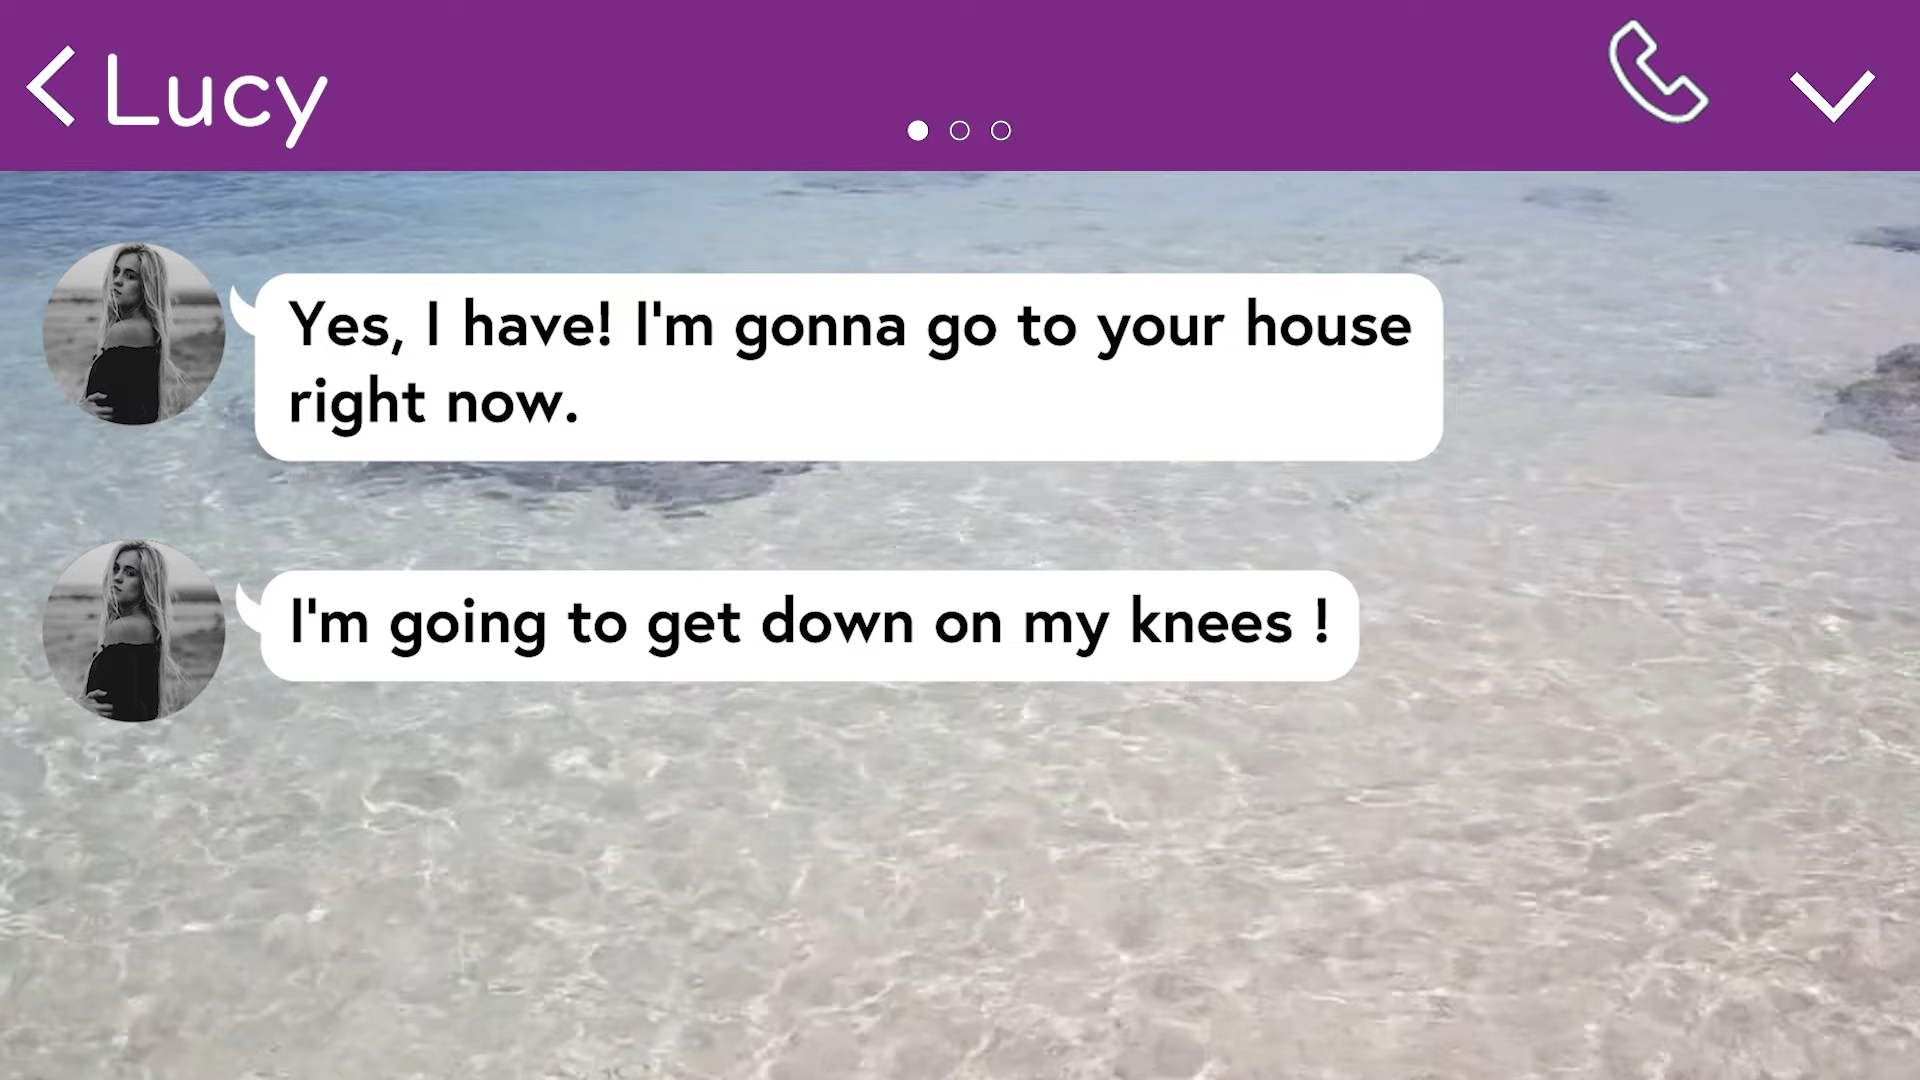 Lucy
Yes, I have! I'm gonna go to your house
right now.
I'm going to get down on my knees !